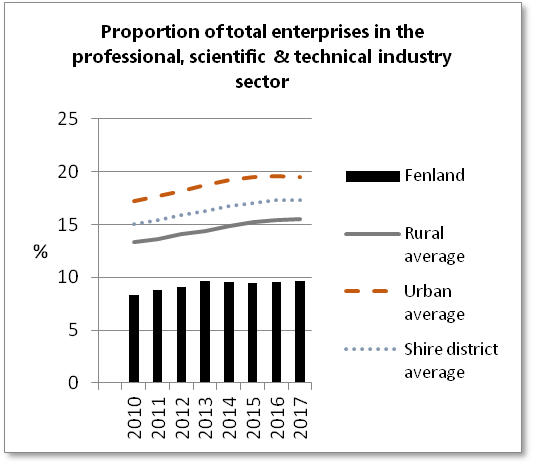 Proportion of total enterprises in the
professional, scientific & technical industry
sector
25
20
15
10
5
0
%
2010
2011
2012
2013
2014
2015
2016
2017
Fenland
Rural
average
Urban
average
Shire district
average